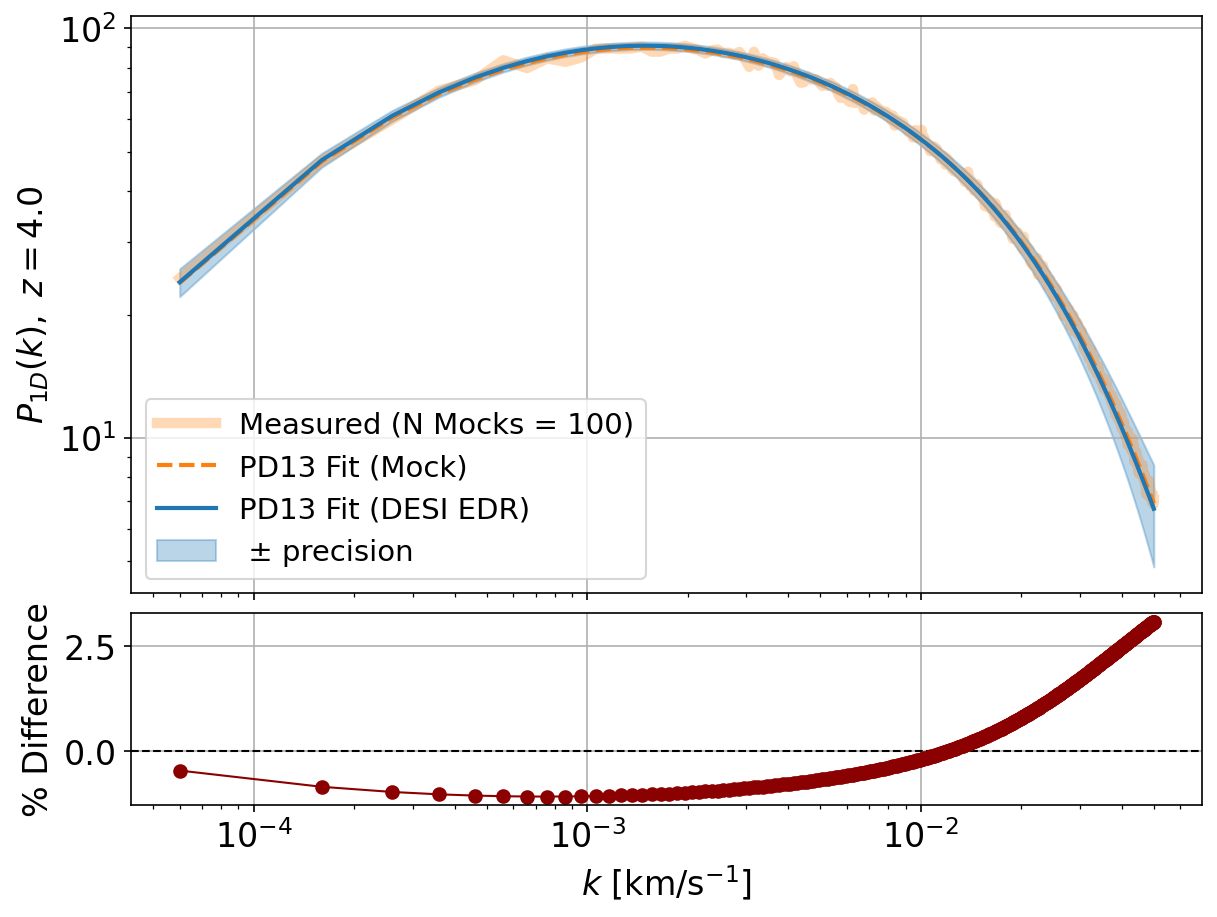 10²
10¹
P₁D(k), z = 4.0
Measured (N Mocks = 100)
PD13 Fit (Mock)
PD13 Fit (DESI EDR)
± precision
% Difference
2.5
0.0
10⁻⁴ 10⁻³ 10⁻²
k [km/s⁻¹]